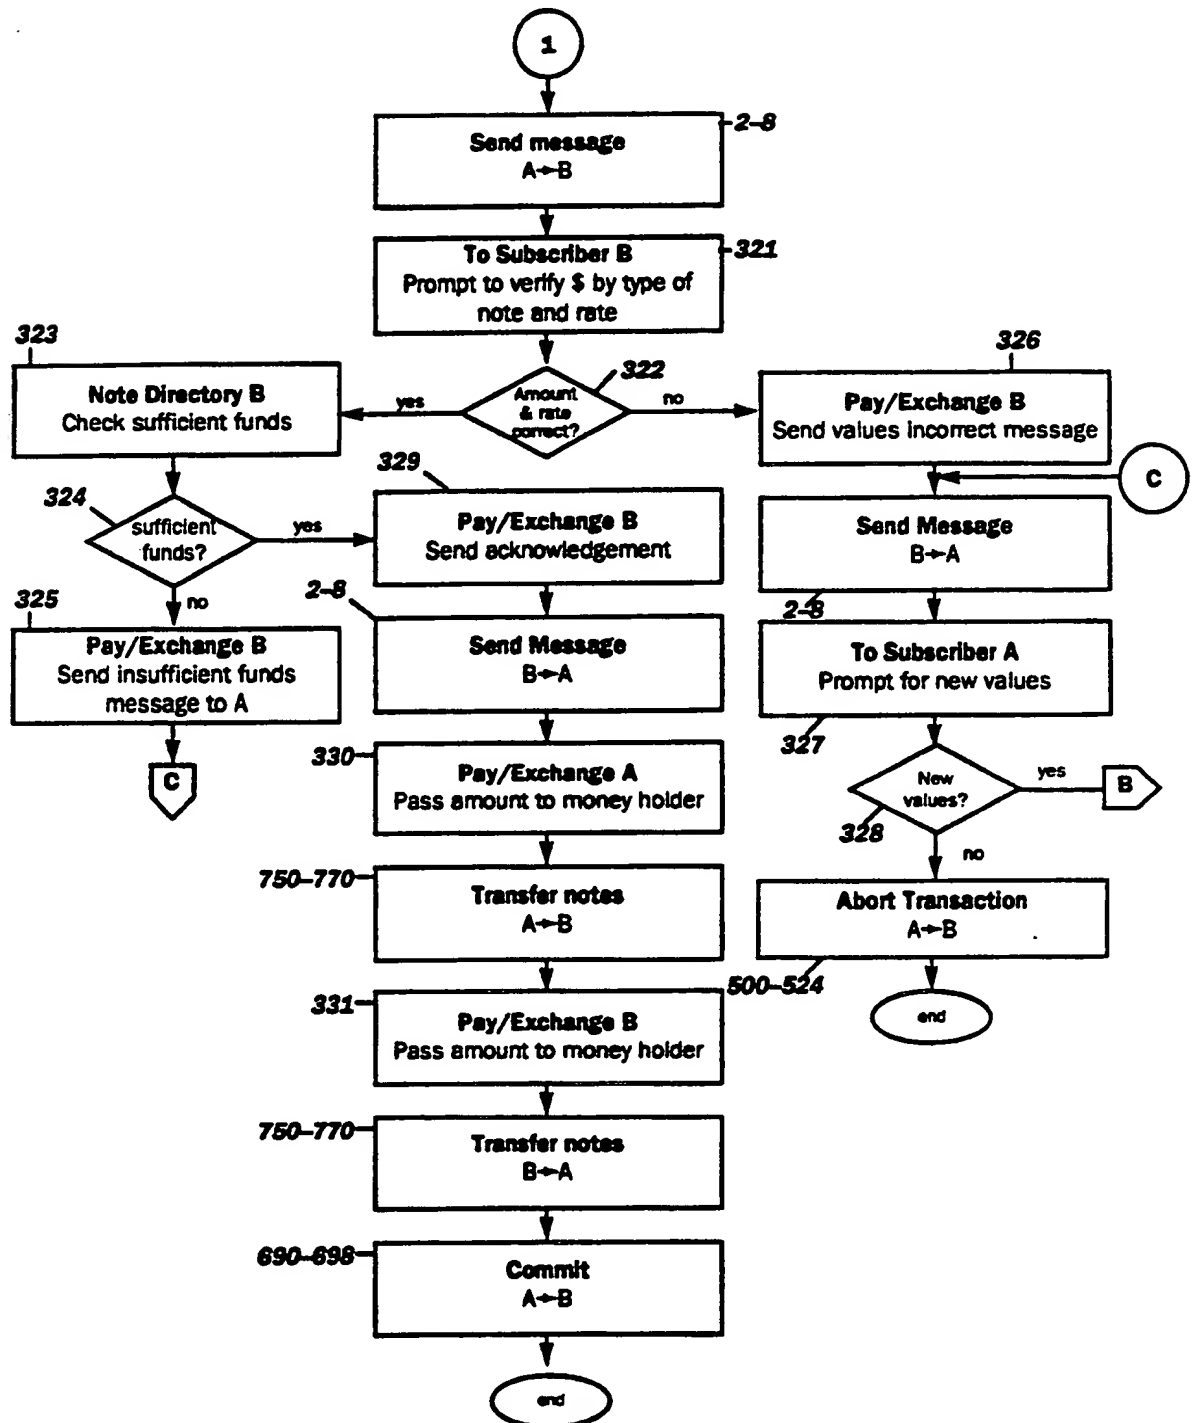 1
Send message
A→B
2–8
To Subscriber B
Prompt to verify $ by type of
note and rate
321
323
Note Directory B
Check sufficient funds
yes
Amount
& rate
correct?
322
no
326
Pay/Exchange B
Send values incorrect message
C
324
sufficient
funds?
yes
no
329
Pay/Exchange B
Send acknowledgement
Send Message
B→A
2–8
325
Pay/Exchange B
Send insufficient funds
message to A
C
2–8
Send Message
B→A
To Subscriber A
Prompt for new values
327
330
Pay/Exchange A
Pass amount to money holder
New
values?
328
yes
B
no
750–770
Transfer notes
A→B
Abort Transaction
A→B
500–524
end
331
Pay/Exchange B
Pass amount to money holder
750–770
Transfer notes
B→A
690–698
Commit
A→B
end